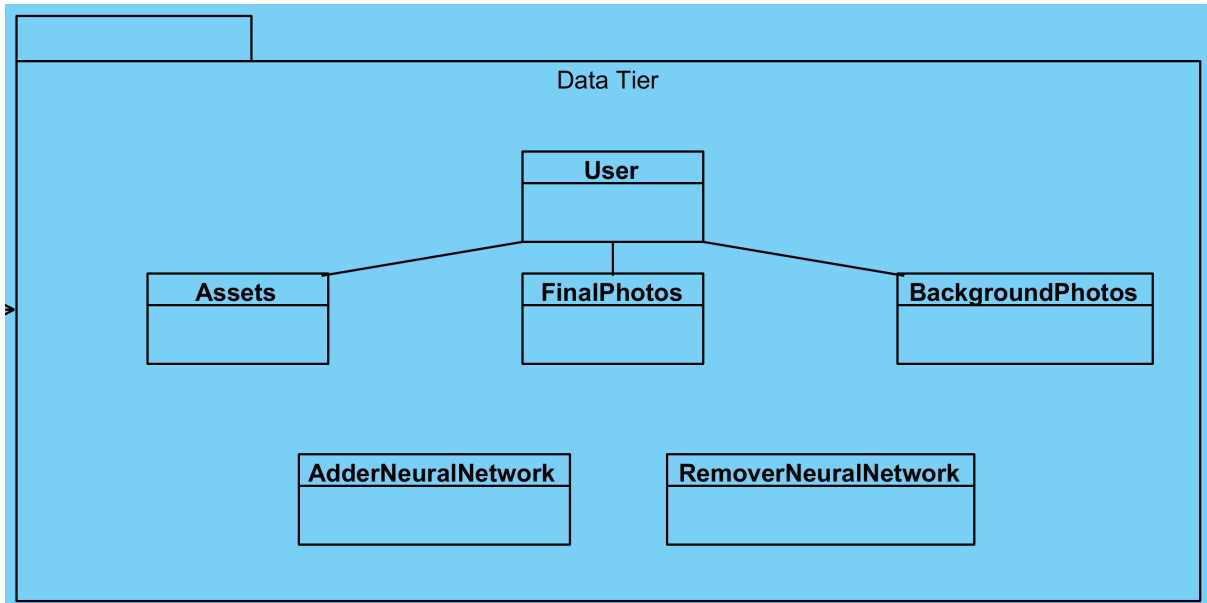 Data Tier
User
Assets
FinalPhotos
BackgroundPhotos
AdderNeuralNetwork
RemoverNeuralNetwork